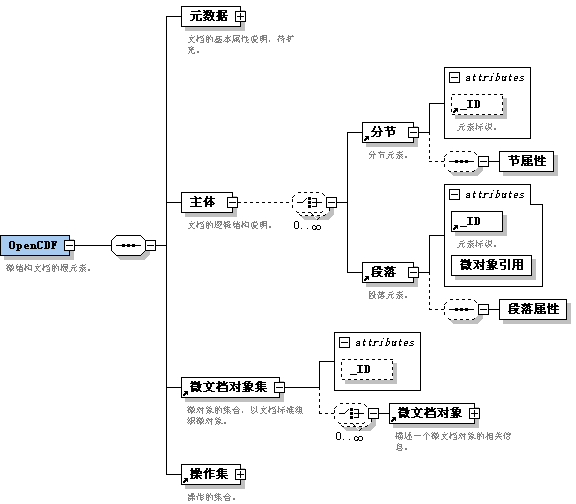 元数据
文档的基本属性说明，待扩
充。
attributes
_ID
元素标识。
分节
分节元素。
节属性
主体
文档的逻辑结构说明。
0..∞
attributes
_ID
元素标识。
微对象引用
OpenCDF
微结构文档的根元素。
段落
段落元素。
段落属性
attributes
_ID
微文档对象集
微对象的集合，以文档标准组
织微对象。
0..∞
微文档对象
描述一个微文档对象的相关信
息。
操作集
操作的集合。